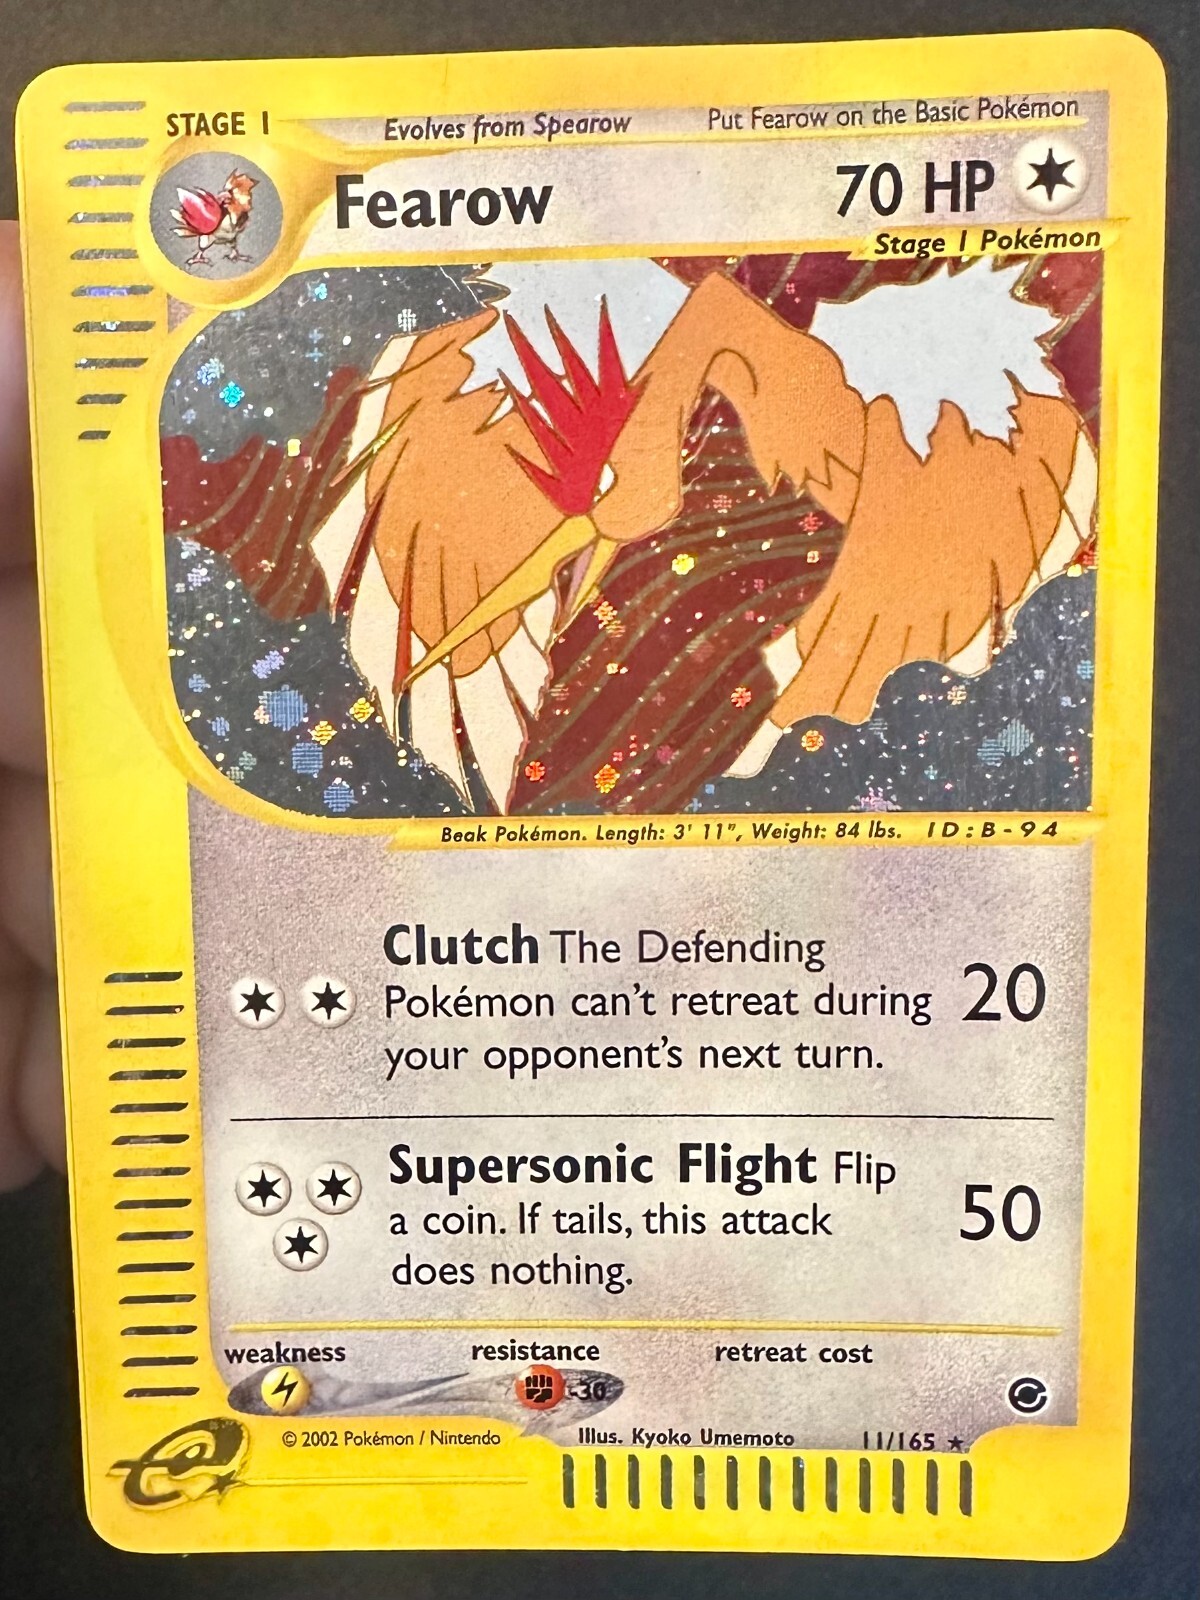 STAGE 1
Evolves from Spearow
Put Fearow on the Basic Pokémon
Fearow
70 HP
Stage 1 Pokémon
Beak Pokémon. Length: 3' 11", Weight: 84 lbs. ID:B-94
Clutch The Defending
Pokémon can't retreat during
your opponent's next turn.
20
Supersonic Flight Flip
a coin. If tails, this attack
does nothing.
50
weakness
resistance
retreat cost
-30
© 2002 Pokémon / Nintendo
Illus. Kyoko Umemoto
11/165 ★
e